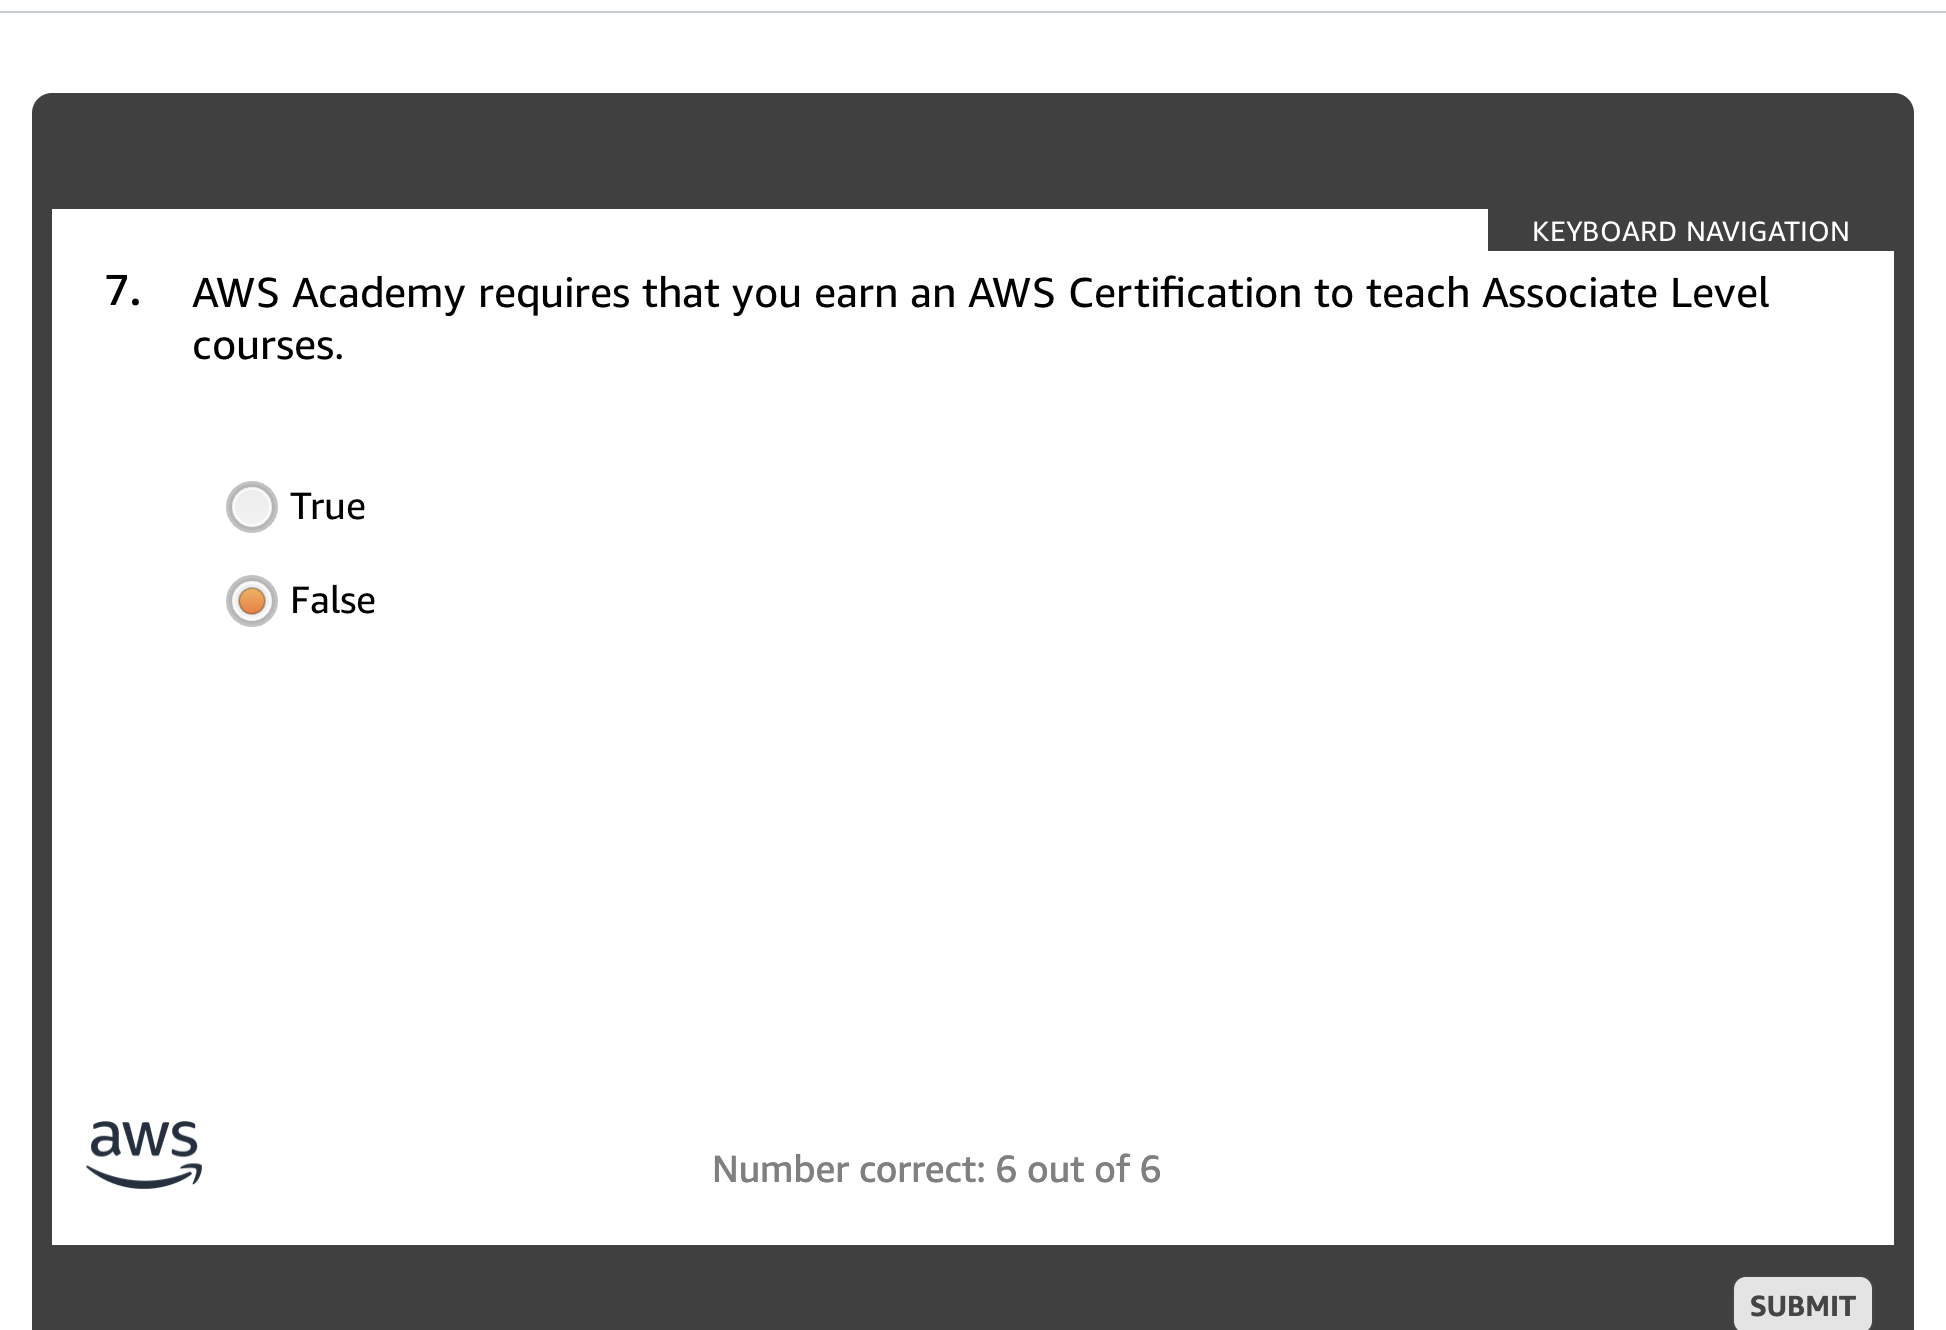 KEYBOARD NAVIGATION
7. AWS Academy requires that you earn an AWS Certification to teach Associate Level
courses.
True
False
aws
Number correct: 6 out of 6
SUBMIT